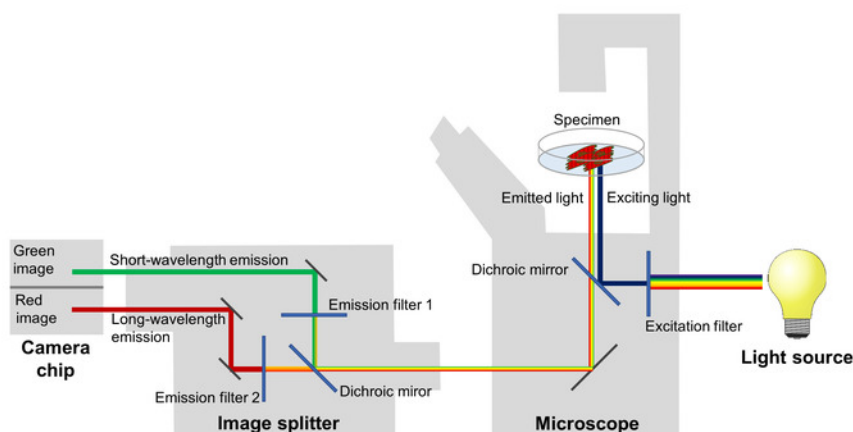 Specimen
Emitted light
Exciting light
Green
image
Short-wavelength emission
Dichroic mirror
Red
image
Emission filter 1
Long-wavelength
emission
Excitation filter
Camera
chip
Light source
Dichroic miror
Emission filter 2
Image splitter
Microscope